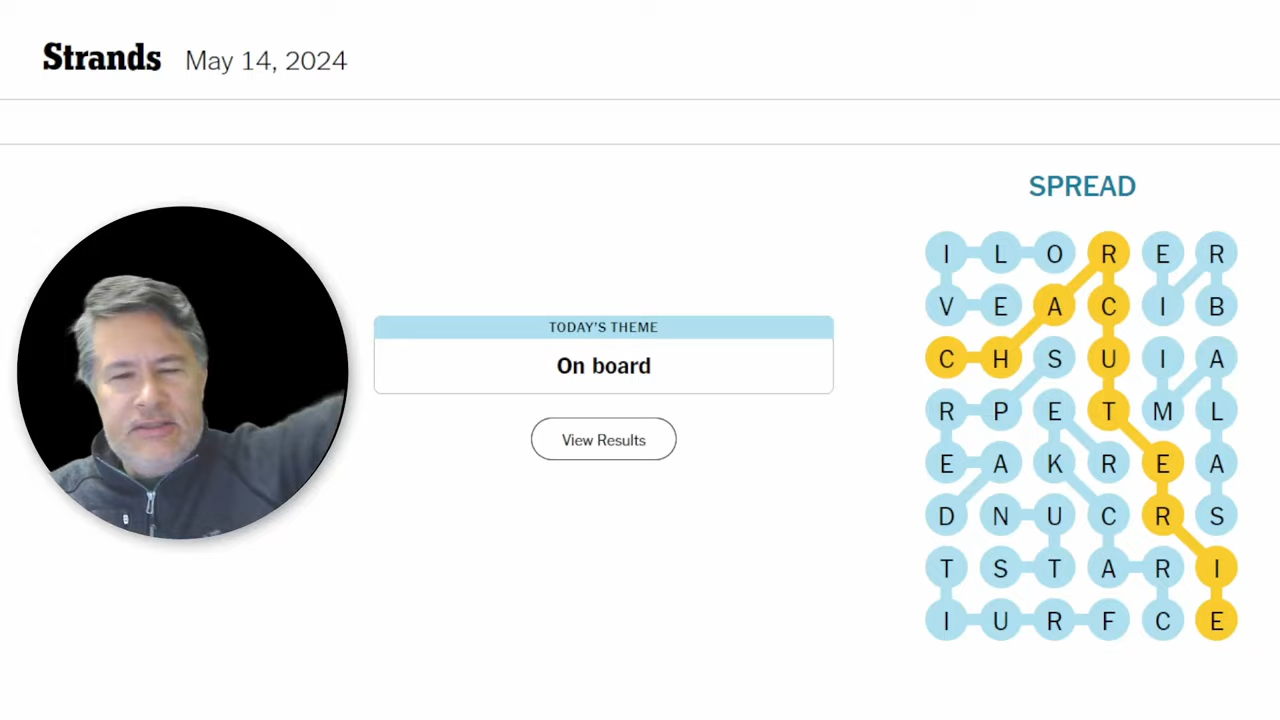 Strands May 14, 2024
SPREAD
TODAY'S THEME
On board
View Results
I L O R E R
V E A C I B
C H S U I A
R P E T M L
E A K R E A
D N U C R S
T S T A R I
I U R F C E